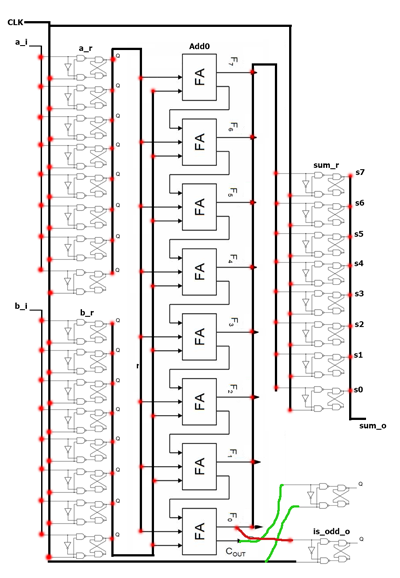 CLK
a_i
a_r
Add0
Q
FA
F7
Q
Q
FA
F6
Q
Q
FA
F5
sum_r
s7
Q
s6
Q
s5
FA
F4
s4
Q
s3
b_i
b_r
FA
F3
s2
Q
s1
Q
r
FA
F2
s0
Q
sum_o
Q
FA
F1
Q
Q
Q
FA
F0
is_odd_o
Q
COUT
Q